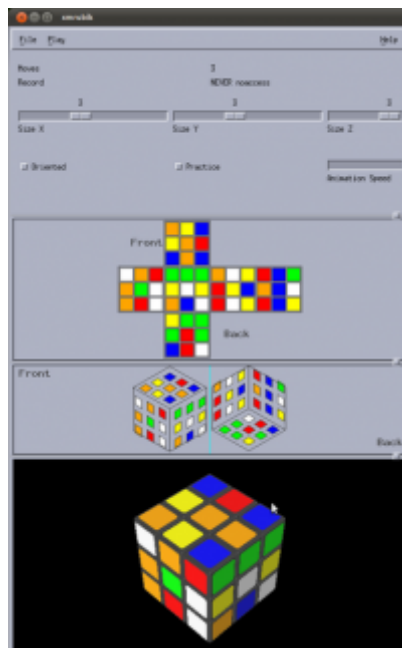 xmrubik
File Play Help
Moves 3
Record NEVER noaccess
3 3 3
Size X Size Y Size Z
Oriented Practice
Animation Speed
Front
Back
Front
Back